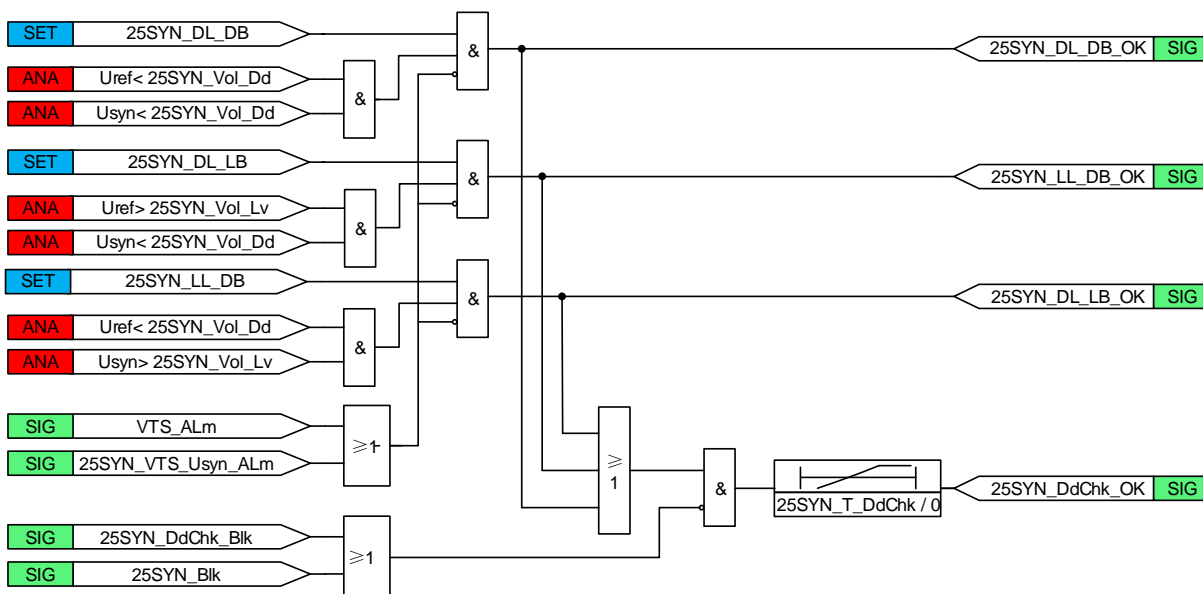 SET 25SYN_DL_DB
& 25SYN_DL_DB_OK SIG
ANA Uref< 25SYN_Vol_Dd
&
ANA Usyn< 25SYN_Vol_Dd
SET 25SYN_DL_LB
& 25SYN_LL_DB_OK SIG
ANA Uref> 25SYN_Vol_Lv
&
ANA Usyn< 25SYN_Vol_Dd
SET 25SYN_LL_DB
& 25SYN_DL_LB_OK SIG
ANA Uref< 25SYN_Vol_Dd
&
ANA Usyn> 25SYN_Vol_Lv
SIG VTS_ALm
≥1
SIG 25SYN_VTS_Usyn_ALm
≥
1
&
25SYN_T_DdChk / 0
25SYN_DdChk_OK SIG
SIG 25SYN_DdChk_Blk
≥1
SIG 25SYN_Blk